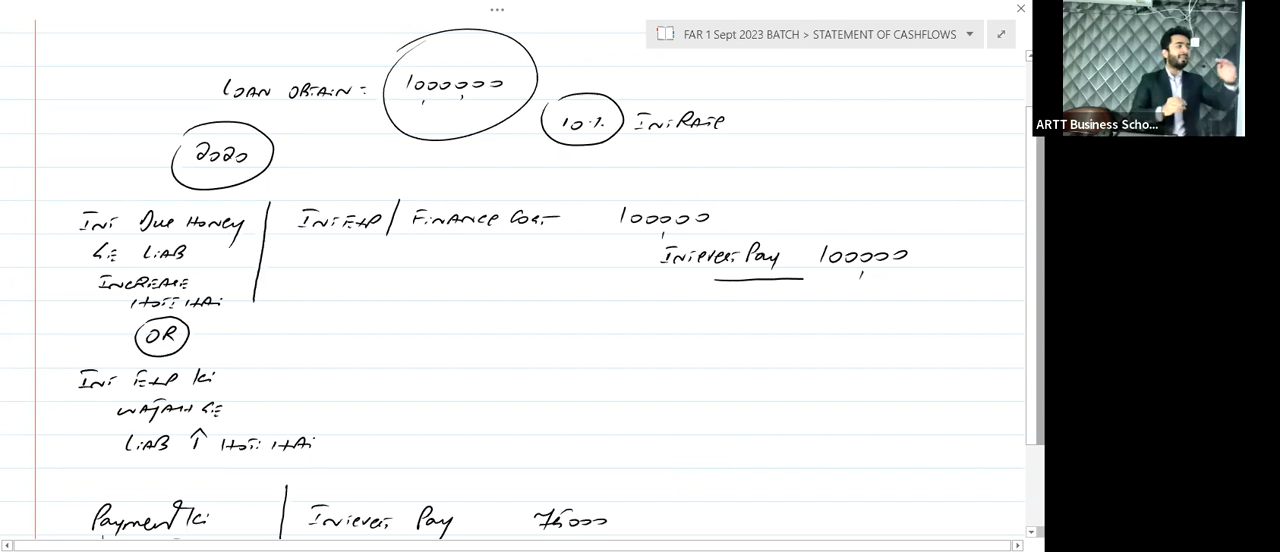 FAR 1 Sept 2023 BATCH > STATEMENT OF CASHFLOWS
ARTT Business Scho...
LOAN OBTAIN = 1000000
10% INT RATE
2020
INT DUE HONEY
SE LIAB
INCREASE
HOTI HAI
INT EXP / FINANCE COST 100000
INTEREST Pay 100000
OR
INT EXP Ki
WAJAH SE
LIAB ↑ HOTI HAI
Payment Ki
INTEREST Pay 75000